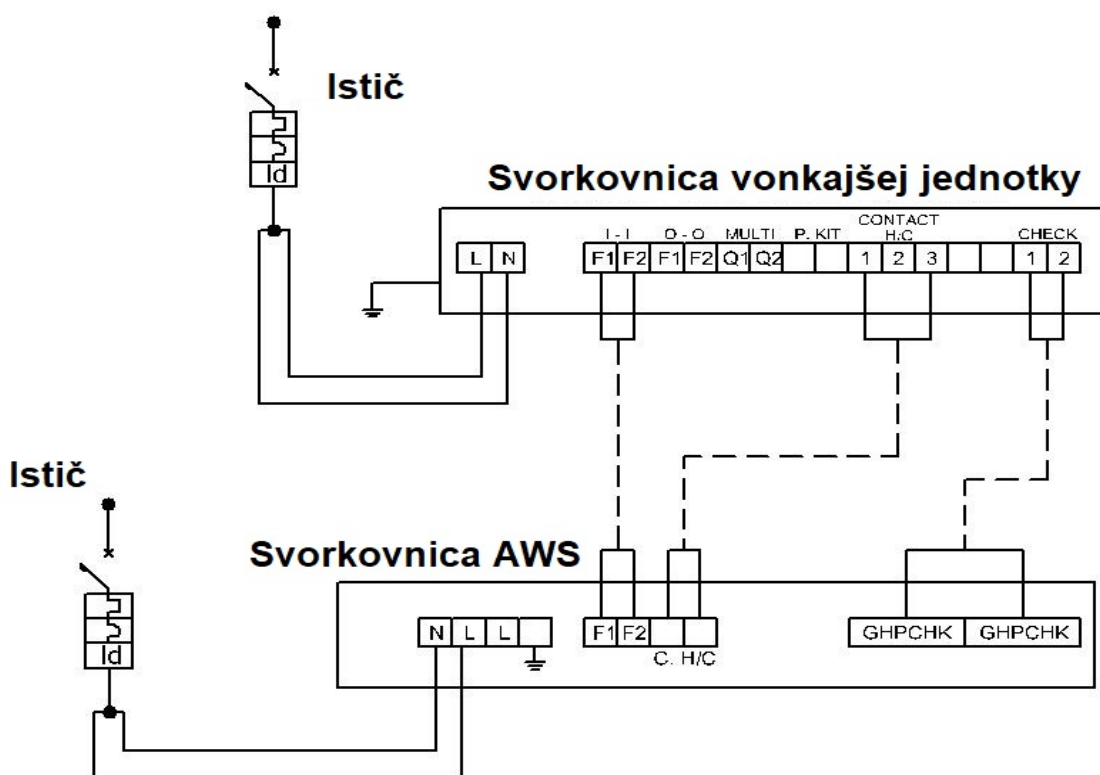 Istič
Id
Svorkovnica vonkajšej jednotky
CONTACT
I - I O - O MULTI P. KIT H/C CHECK
L N F1 F2 F1 F2 Q1 Q2 1 2 3 1 2
Istič
Id
Svorkovnica AWS
N L L F1 F2 GHPCHK GHPCHK
C. H/C